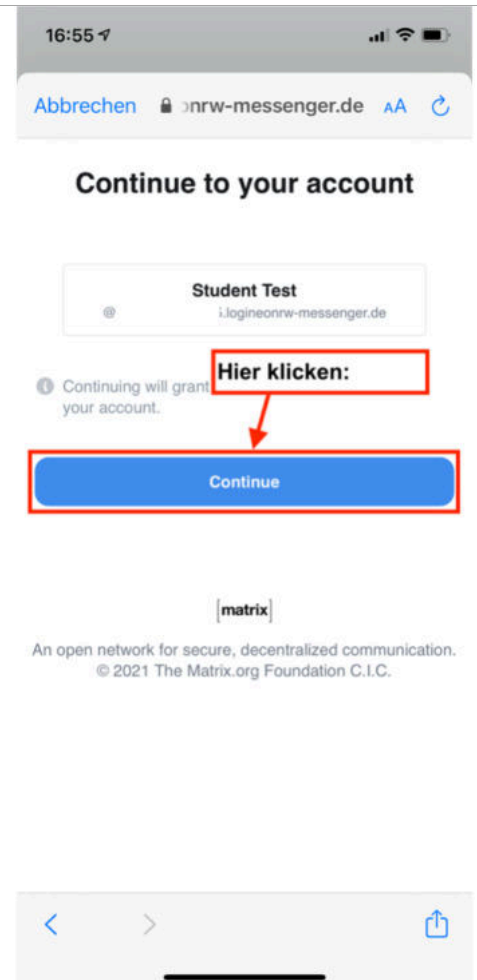 16:55
Abbrechen nrw-messenger.de AA
Continue to your account
Student Test
@ .logineonrw-messenger.de
Hier klicken:
Continuing will grant
your account.
Continue
[matrix]
An open network for secure, decentralized communication.
© 2021 The Matrix.org Foundation C.I.C.